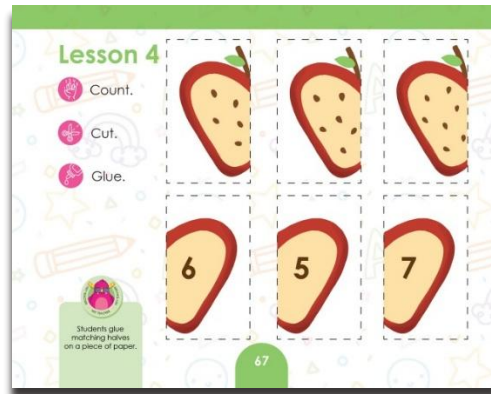 Lesson 4
Count.
Cut.
Glue.
6
5
7
Students glue
matching halves
on a piece of paper.
67